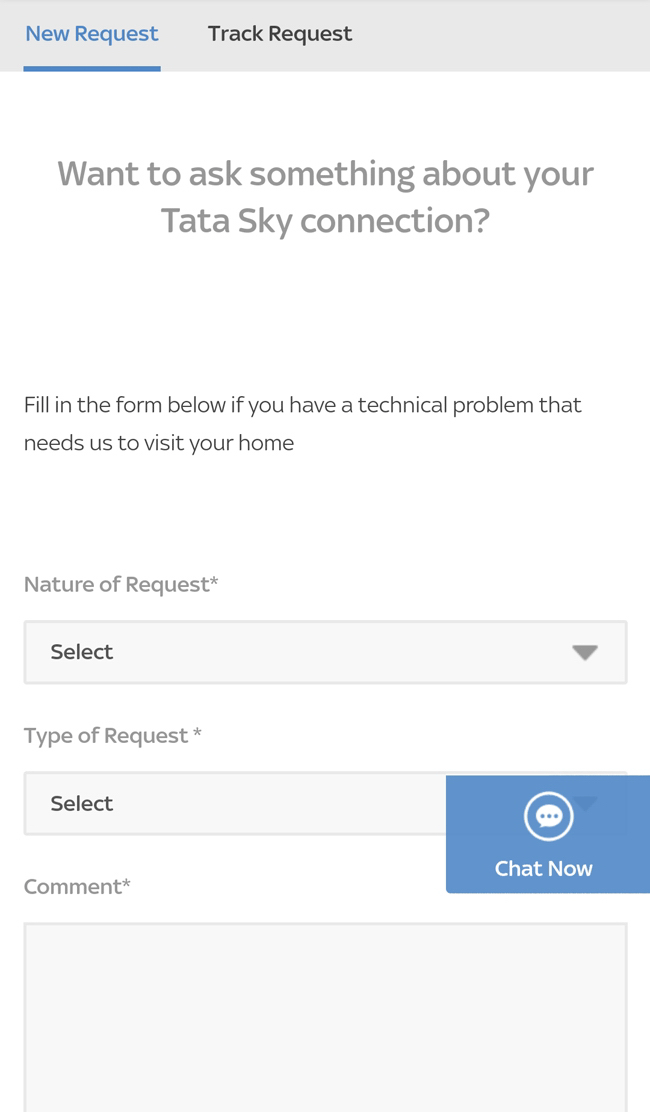 New Request
Track Request
Want to ask something about your
Tata Sky connection?
Fill in the form below if you have a technical problem that
needs us to visit your home
Nature of Request*
Select
Type of Request *
Select
Chat Now
Comment*